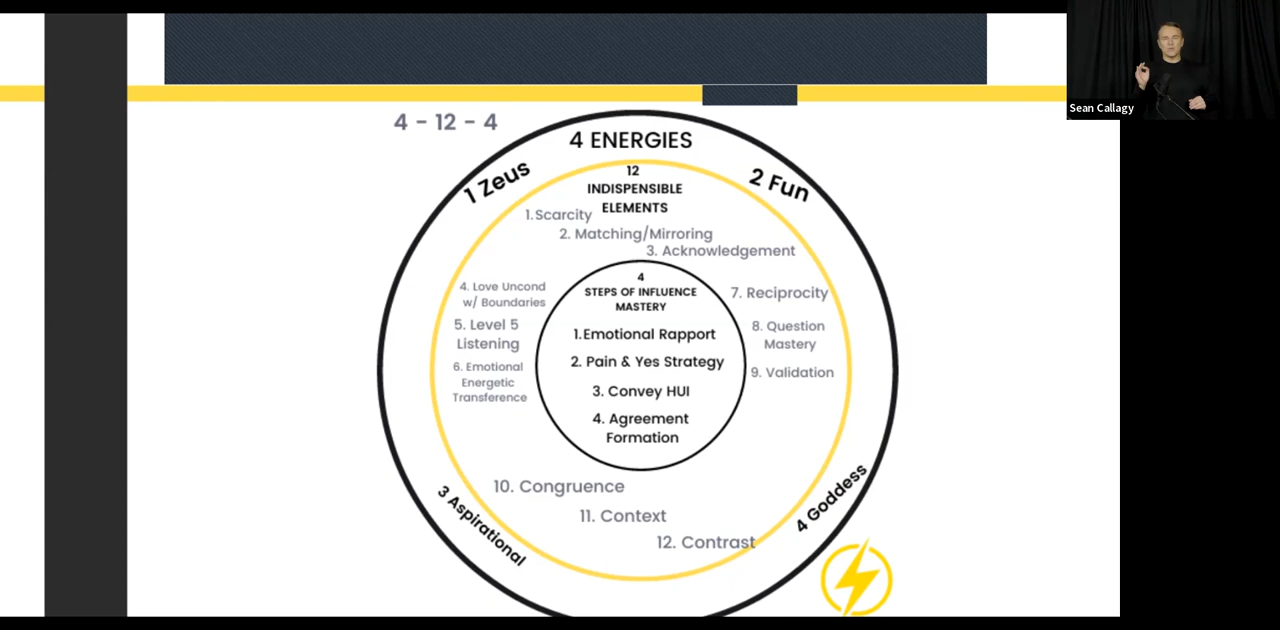 Sean Callagy
4 - 12 - 4
4 ENERGIES
1 Zeus
2 Fun
12
INDISPENSIBLE
ELEMENTS
1.Scarcity
2. Matching/Mirroring
3. Acknowledgement
4. Love Uncond
w/ Boundaries
5. Level 5
Listening
6. Emotional
Energetic
Transference
4
STEPS OF INFLUENCE
MASTERY
1.Emotional Rapport
2. Pain & Yes Strategy
3. Convey HUI
4. Agreement
Formation
7. Reciprocity
8. Question
Mastery
9. Validation
10. Congruence
11. Context
12. Contrast
3 Aspirational
4 Goddess